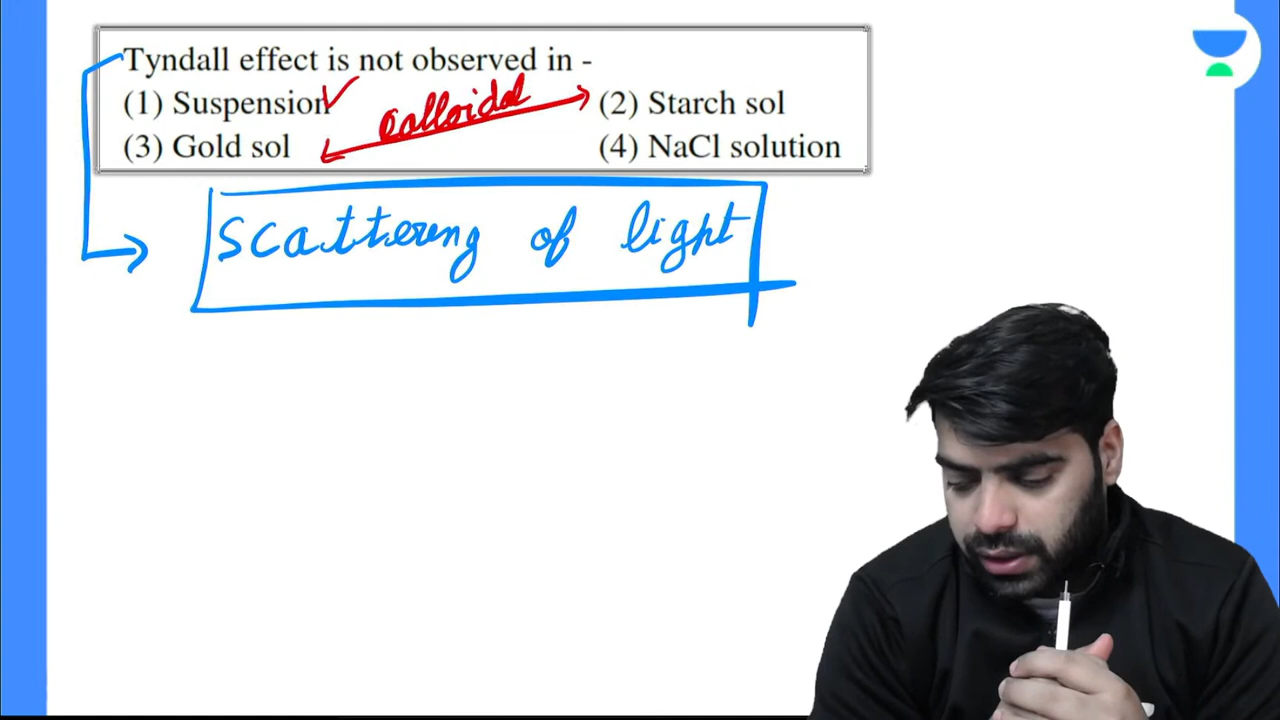 Tyndall effect is not observed in -
(1) Suspension (2) Starch sol
colloidal
(3) Gold sol (4) NaCl solution
Scattering of light